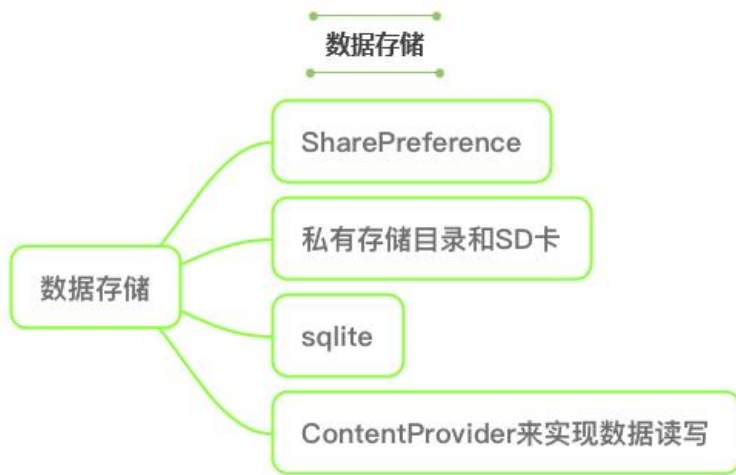 数据存储
SharePreference
私有存储目录和SD卡
数据存储
sqlite
ContentProvider来实现数据读写